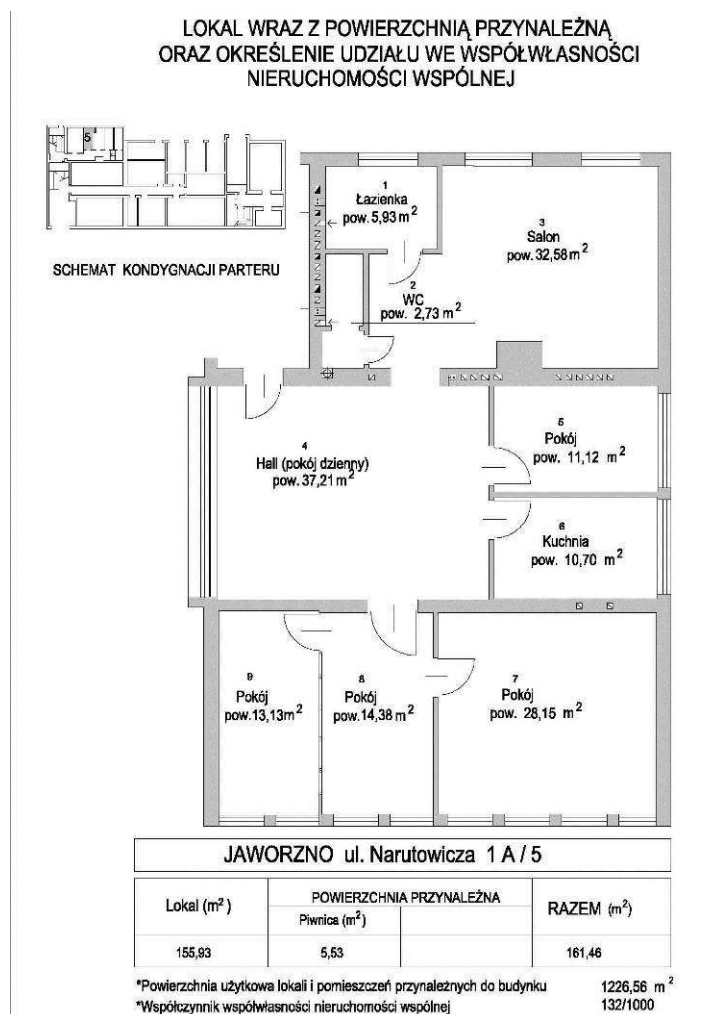 LOKAL WRAZ Z POWIERZCHNIĄ PRZYNALEŻNĄ
ORAZ OKREŚLENIE UDZIAŁU WE WSPÓŁWŁASNOŚCI
NIERUCHOMOŚCI WSPÓLNEJ
5
SCHEMAT KONDYGNACJI PARTERU
1
Łazienka
pow. 5,93 m²
3
Salon
pow. 32,58 m²
2
WC
pow. 2,73 m²
4
Hall (pokój dzienny)
pow. 37,21 m²
5
Pokój
pow. 11,12 m²
6
Kuchnia
pow. 10,70 m²
9
Pokój
pow. 13,13 m²
8
Pokój
pow. 14,38 m²
7
Pokój
pow. 28,15 m²
JAWORZNO ul. Narutowicza 1 A / 5
Lokal (m²)
POWIERZCHNIA PRZYNALEŻNA
Piwnica (m²)
RAZEM (m²)
155,93 5,53 161,46
*Powierzchnia użytkowa lokali i pomieszczeń przynależnych do budynku 1226,56 m²
*Współczynnik współwłasności nieruchomości wspólnej 132/1000